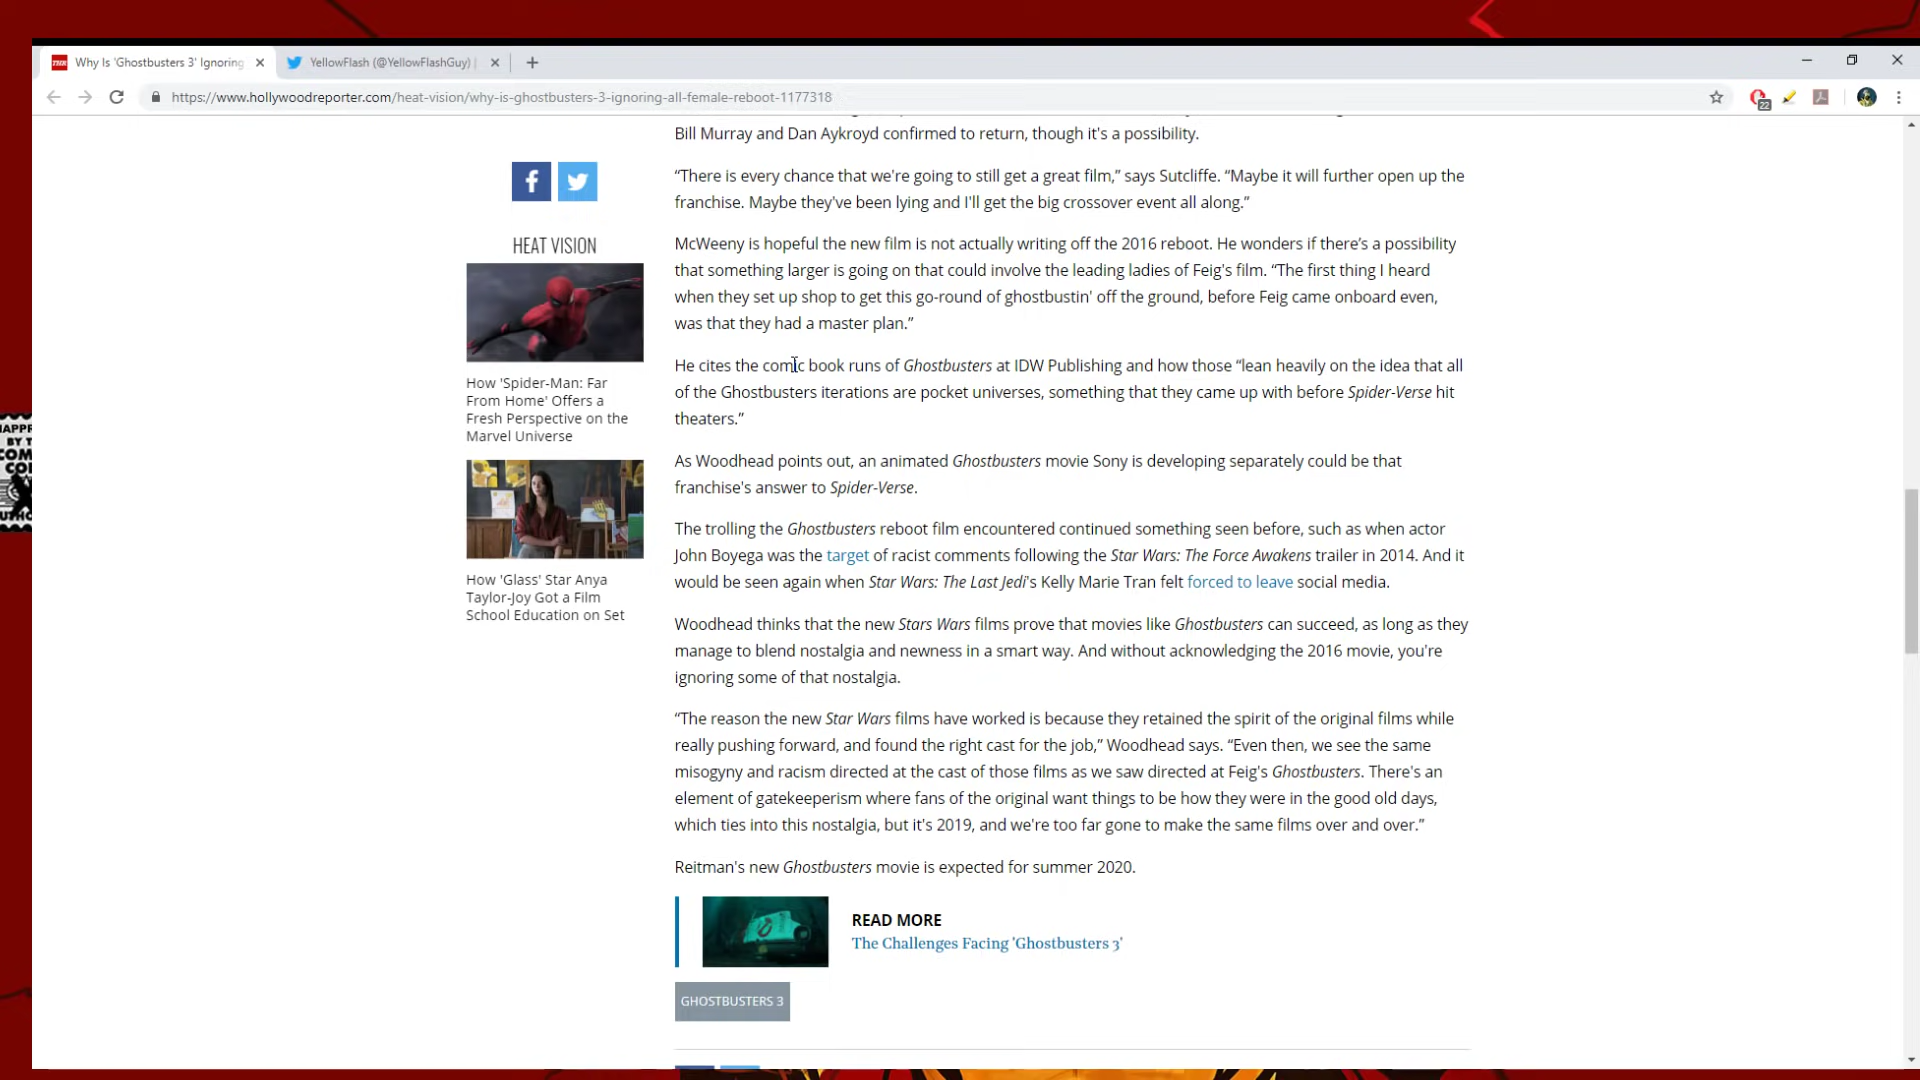 THR Why Is 'Ghostbusters 3' Ignoring
YellowFlash (@YellowFlashGuy) |
https://www.hollywoodreporter.com/heat-vision/why-is-ghostbusters-3-ignoring-all-female-reboot-1177318
22
Bill Murray and Dan Aykroyd confirmed to return, though it's a possibility.
“There is every chance that we're going to still get a great film,” says Sutcliffe. “Maybe it will further open up the
franchise. Maybe they've been lying and I'll get the big crossover event all along.”
McWeeny is hopeful the new film is not actually writing off the 2016 reboot. He wonders if there’s a possibility
that something larger is going on that could involve the leading ladies of Feig's film. “The first thing I heard
when they set up shop to get this go-round of ghostbustin' off the ground, before Feig came onboard even,
was that they had a master plan.”
He cites the comic book runs of Ghostbusters at IDW Publishing and how those “lean heavily on the idea that all
of the Ghostbusters iterations are pocket universes, something that they came up with before Spider-Verse hit
theaters.”
As Woodhead points out, an animated Ghostbusters movie Sony is developing separately could be that
franchise's answer to Spider-Verse.
The trolling the Ghostbusters reboot film encountered continued something seen before, such as when actor
John Boyega was the target of racist comments following the Star Wars: The Force Awakens trailer in 2014. And it
would be seen again when Star Wars: The Last Jedi's Kelly Marie Tran felt forced to leave social media.
Woodhead thinks that the new Stars Wars films prove that movies like Ghostbusters can succeed, as long as they
manage to blend nostalgia and newness in a smart way. And without acknowledging the 2016 movie, you're
ignoring some of that nostalgia.
“The reason the new Star Wars films have worked is because they retained the spirit of the original films while
really pushing forward, and found the right cast for the job,” Woodhead says. “Even then, we see the same
misogyny and racism directed at the cast of those films as we saw directed at Feig's Ghostbusters. There's an
element of gatekeeperism where fans of the original want things to be how they were in the good old days,
which ties into this nostalgia, but it's 2019, and we're too far gone to make the same films over and over.”
Reitman's new Ghostbusters movie is expected for summer 2020.
READ MORE
The Challenges Facing 'Ghostbusters 3'
GHOSTBUSTERS 3
HEAT VISION
How 'Spider-Man: Far
From Home' Offers a
Fresh Perspective on the
Marvel Universe
How 'Glass' Star Anya
Taylor-Joy Got a Film
School Education on Set